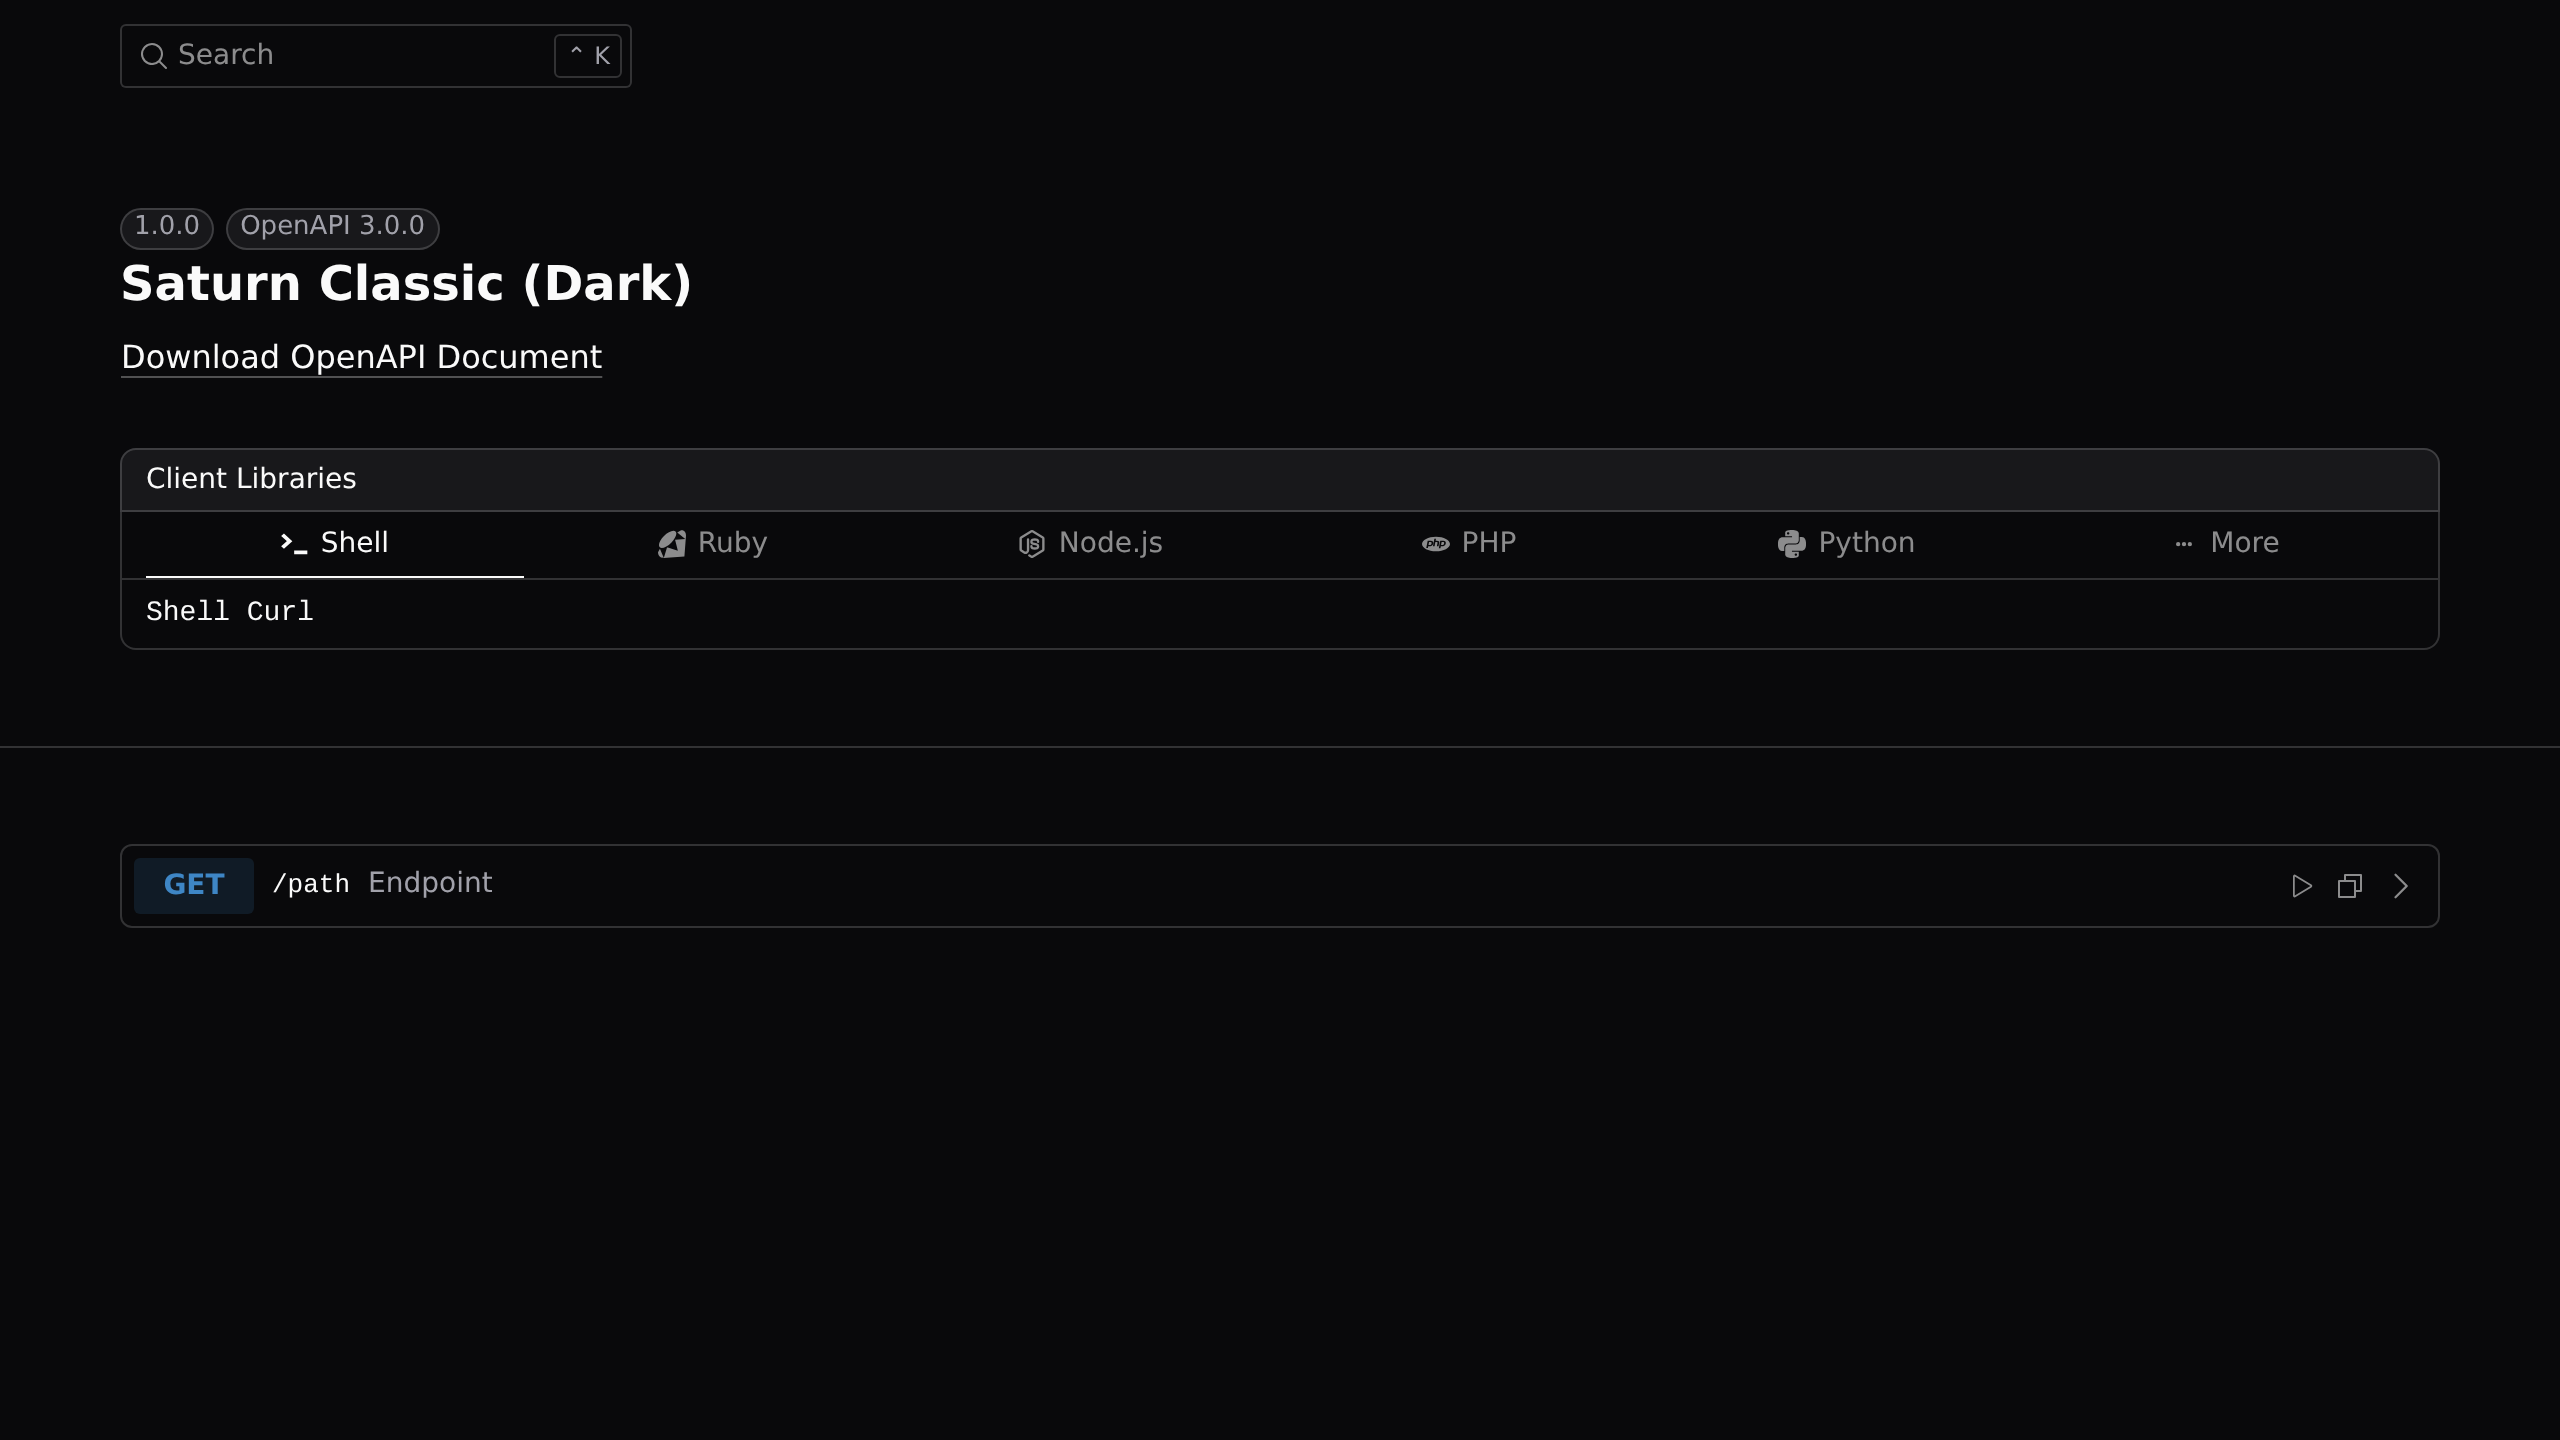 Search ⌃ K
1.0.0 OpenAPI 3.0.0
Saturn Classic (Dark)
Download OpenAPI Document
Client Libraries
Shell Ruby Node.js PHP Python More
Shell Curl
GET /path Endpoint